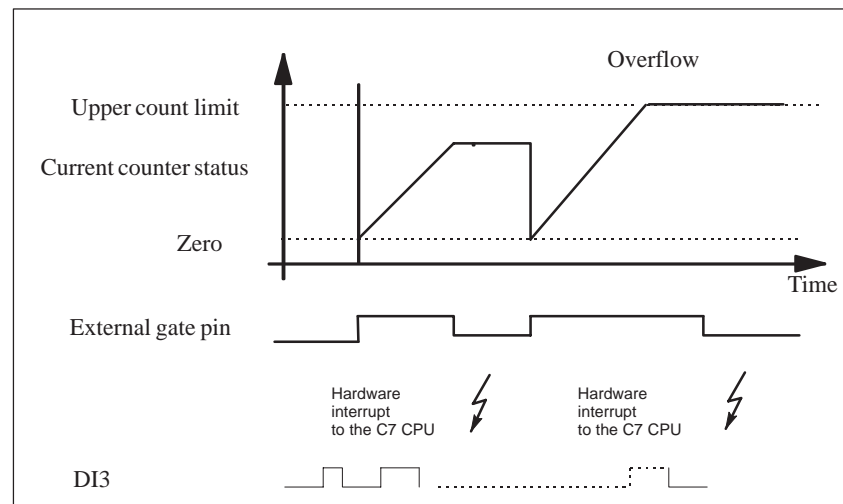 Overflow
Upper count limit
Current counter status
Zero
Time
External gate pin
Hardware
interrupt
to the C7 CPU
Hardware
interrupt
to the C7 CPU
DI3